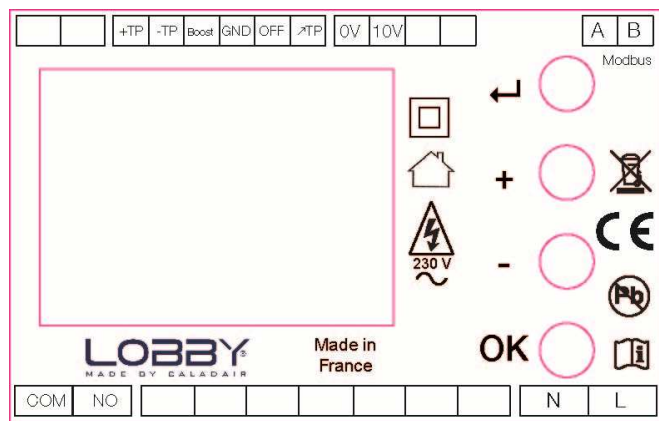 +TP -TP Boost GND OFF ↗TP 0V 10V A B
Modbus
↵
+
230 V
-
Pb
LOBBY®
MADE BY CALADAIR
Made in
France
OK
COM NO N L
CE
i